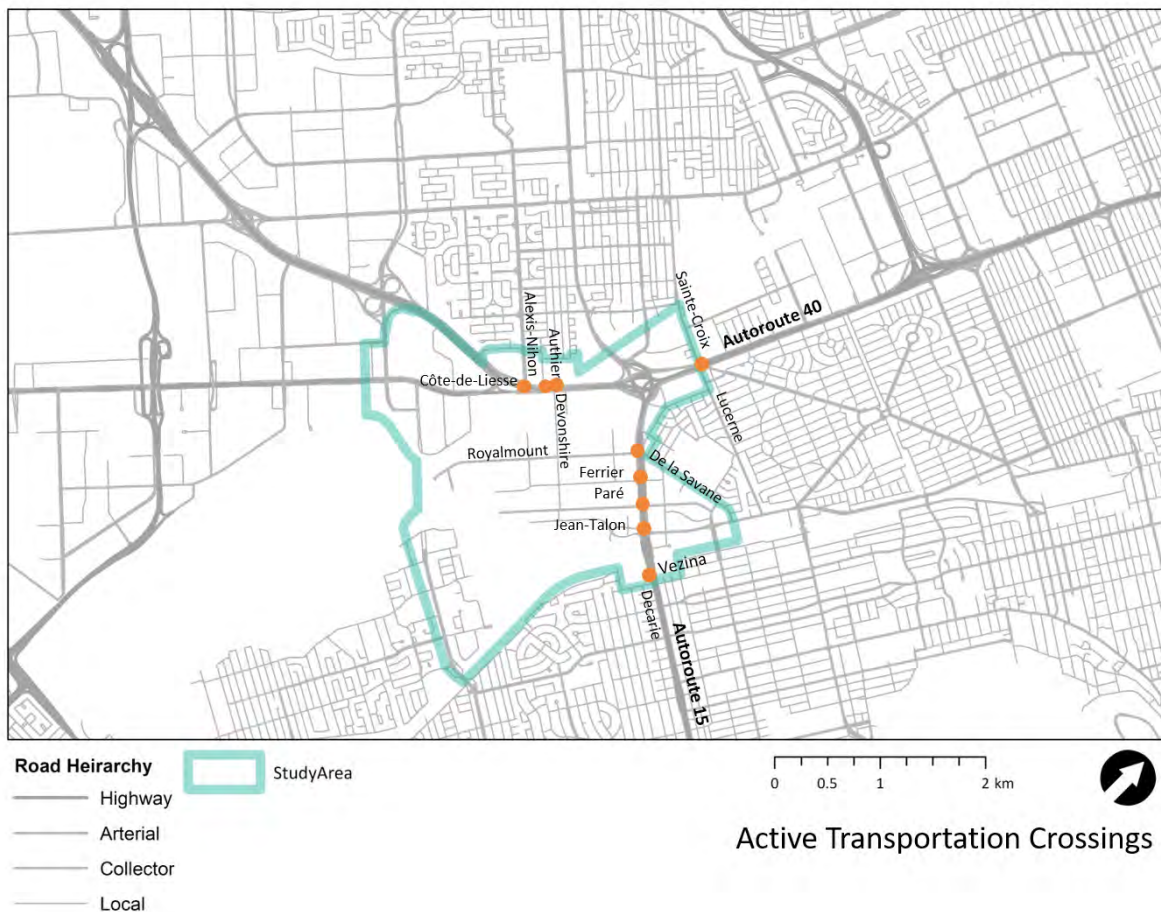 Sainte-Croix
Autoroute 40
Alexis-Nihon
Authier
Côte-de-Liesse
Devonshire
Lucerne
Royalmount
De la Savane
Ferrier
Paré
Jean-Talon
Vezina
Decarie
Autoroute 15
Road Heirarchy
Highway
Arterial
Collector
Local
StudyArea
0 0.5 1 2 km
Active Transportation Crossings